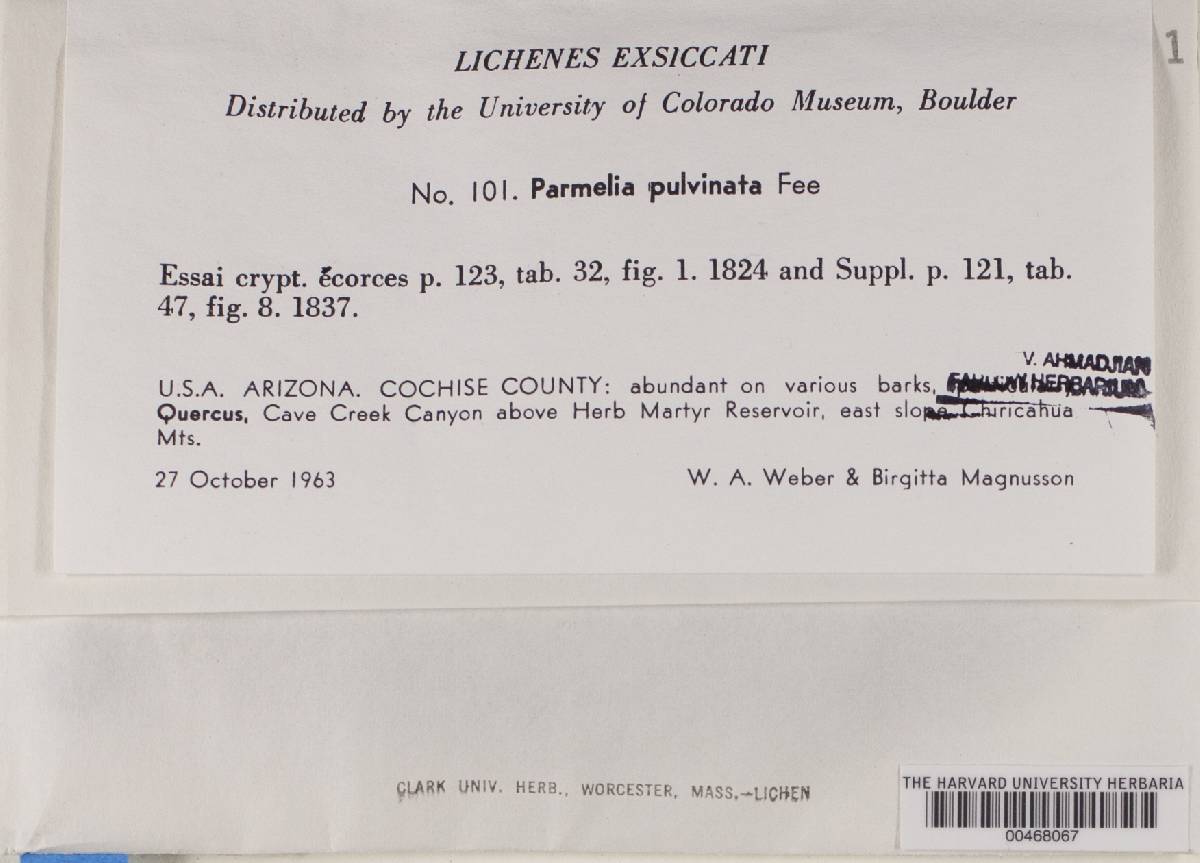 1
LICHENES EXSICCATI
Distributed by the University of Colorado Museum, Boulder
No. 101. Parmelia pulvinata Fee
Essai crypt. écorces p. 123, tab. 32, fig. 1. 1824 and Suppl. p. 121, tab.
47, fig. 8. 1837.
V. AHMADJIAN
U.S.A. ARIZONA. COCHISE COUNTY: abundant on various barks, HERBARIUM
Quercus, Cave Creek Canyon above Herb Martyr Reservoir, east slope Chiricahua
Mts.
27 October 1963 W. A. Weber & Birgitta Magnusson
CLARK UNIV. HERB., WORCESTER, MASS.-LICHEN
THE HARVARD UNIVERSITY HERBARIA
00468067